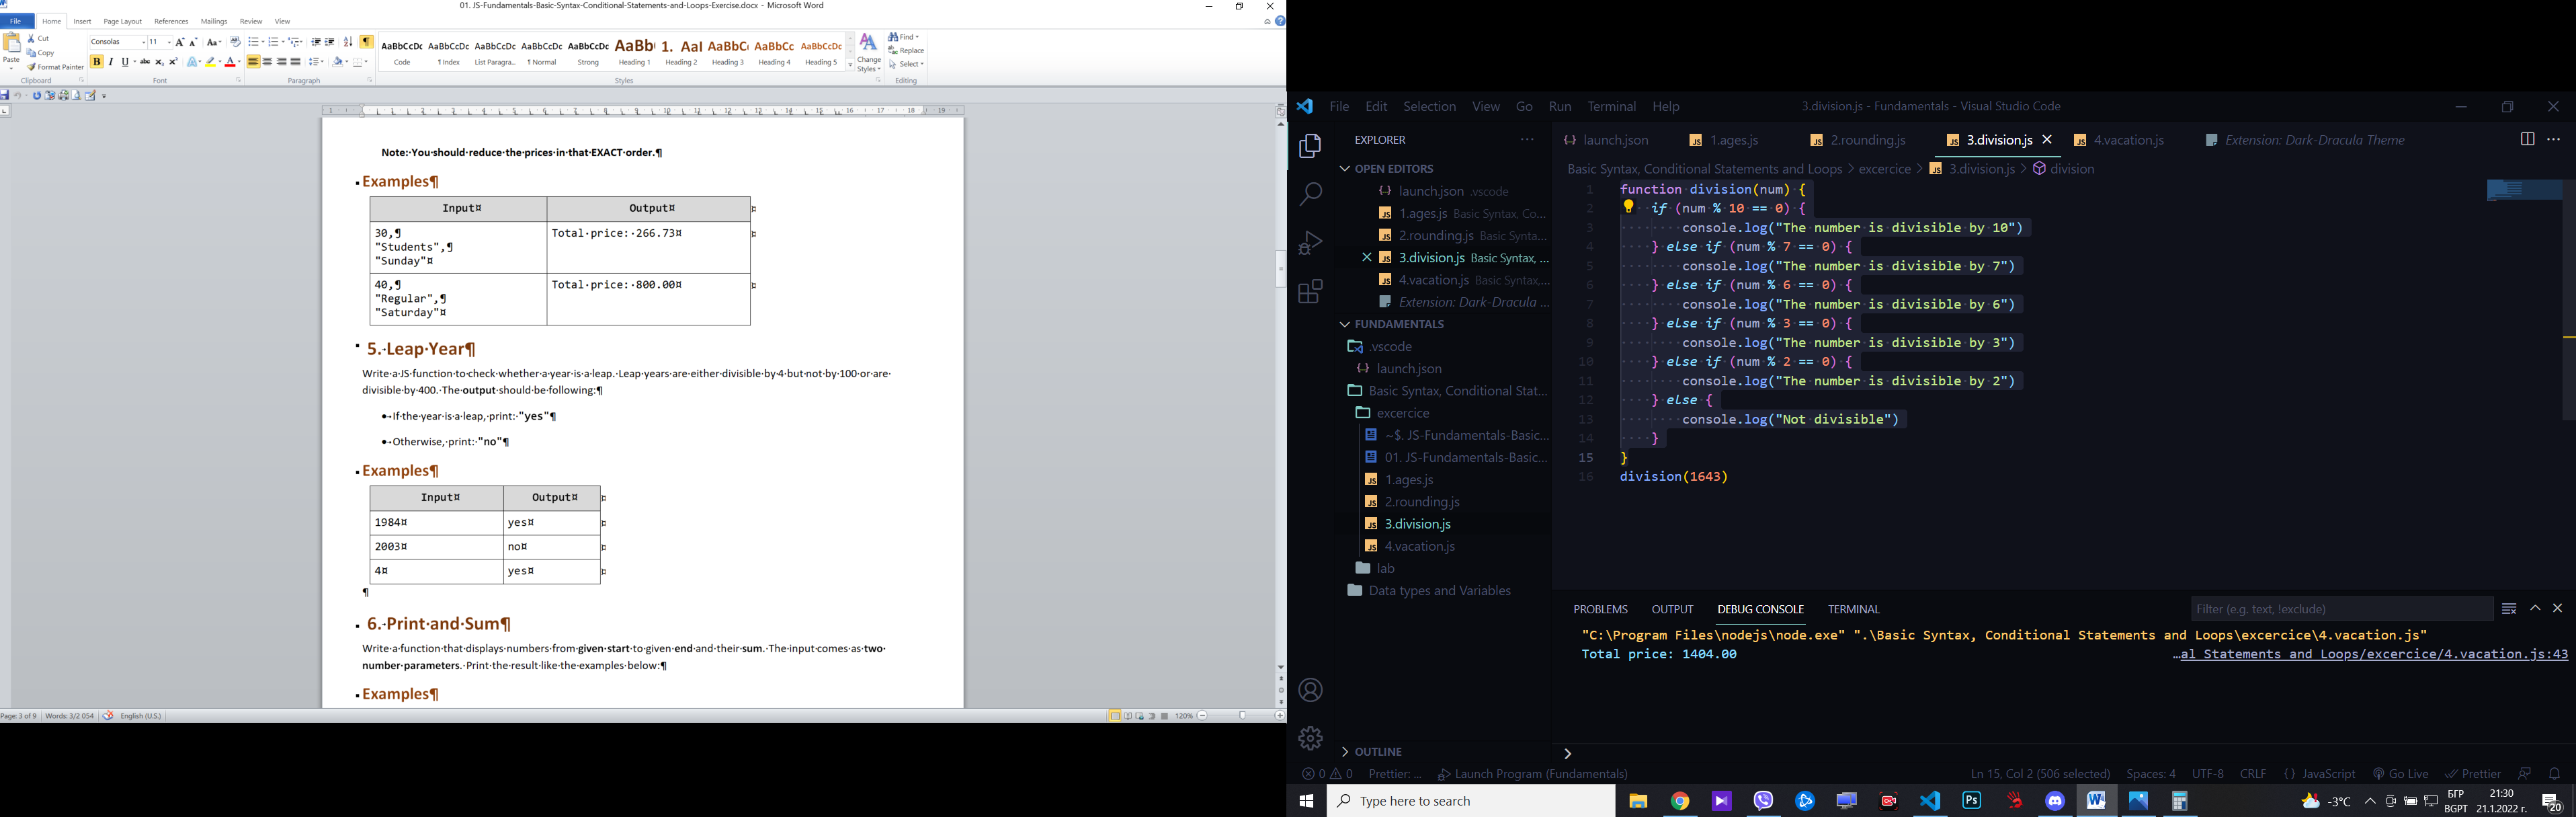 01. JS-Fundamentals-Basic-Syntax-Conditional-Statements-and-Loops-Exercise.docx - Microsoft Word
File Home Insert Page Layout References Mailings Review View
Paste
Cut
Copy
Format Painter
Clipboard
Consolas 11
Font
Paragraph
AaBbCcDc AaBbCcDc AaBbCcDc AaBbCcDc AaBbCcDc AaBb( 1. AaI AaBbC( AaBbCc AaBbCcDc
Code ¶ Index List Paragra... ¶ Normal Strong Heading 1 Heading 2 Heading 3 Heading 4 Heading 5
Styles
Change Styles
Find
Replace
Select
Editing
Note:·You·should·reduce·the·prices·in·that·EXACT·order.¶
Examples¶
Input¤ Output¤
30,¶ Total·price:·266.73¤
"Students",¶
"Sunday"¤
40,¶ Total·price:·800.00¤
"Regular",¶
"Saturday"¤
5.·Leap·Year¶
Write·a·JS·function·to·check·whether·a·year·is·a·leap.·Leap·years·are·either·divisible·by·4·but·not·by·100·or·are·
divisible·by·400.·The·output·should·be·following:¶
If·the·year·is·a·leap,·print:·"yes"¶
Otherwise,·print:·"no"¶
Examples¶
Input¤ Output¤
1984¤ yes¤
2003¤ no¤
4¤ yes¤
¶
6.·Print·and·Sum¶
Write·a·function·that·displays·numbers·from·given·start·to·given·end·and·their·sum.·The·input·comes·as·two·
number·parameters.·Print·the·result·like·the·examples·below:¶
Examples¶
Page: 3 of 9 Words: 3/2 054 English (U.S.) 120%
File Edit Selection View Go Run Terminal Help
3.division.js - Fundamentals - Visual Studio Code
EXPLORER
OPEN EDITORS
launch.json .vscode
1.ages.js Basic Syntax, Co...
2.rounding.js Basic Synta...
3.division.js Basic Syntax, ...
4.vacation.js Basic Syntax,...
Extension: Dark-Dracula ...
FUNDAMENTALS
.vscode
launch.json
Basic Syntax, Conditional Stat...
excercice
~$. JS-Fundamentals-Basic...
01. JS-Fundamentals-Basic...
1.ages.js
2.rounding.js
3.division.js
4.vacation.js
lab
Data types and Variables
OUTLINE
launch.json 1.ages.js 2.rounding.js 3.division.js 4.vacation.js Extension: Dark-Dracula Theme
Basic Syntax, Conditional Statements and Loops > excercice > 3.division.js > division
1 function·division(num)·{
2 ····if·(num·%·10·==·0)·{
3 ········console.log("The·number·is·divisible·by·10")
4 ····}·else·if·(num·%·7·==·0)·{
5 ········console.log("The·number·is·divisible·by·7")
6 ····}·else·if·(num·%·6·==·0)·{
7 ········console.log("The·number·is·divisible·by·6")
8 ····}·else·if·(num·%·3·==·0)·{
9 ········console.log("The·number·is·divisible·by·3")
10 ····}·else·if·(num·%·2·==·0)·{
11 ········console.log("The·number·is·divisible·by·2")
12 ····}·else·{
13 ········console.log("Not·divisible")
14 ····}
15 }
16 division(1643)
PROBLEMS OUTPUT DEBUG CONSOLE TERMINAL
Filter (e.g. text, !exclude)
"C:\Program Files\nodejs\node.exe" ".\Basic Syntax, Conditional Statements and Loops\excercice\4.vacation.js"
Total price: 1404.00 …al Statements and Loops/excercice/4.vacation.js:43
0 0 Prettier: ... Launch Program (Fundamentals)
Ln 15, Col 2 (506 selected) Spaces: 4 UTF-8 CRLF {} JavaScript Go Live Prettier
Type here to search
-3°C
БГР
BGPT
21:30
21.1.2022 г.
20